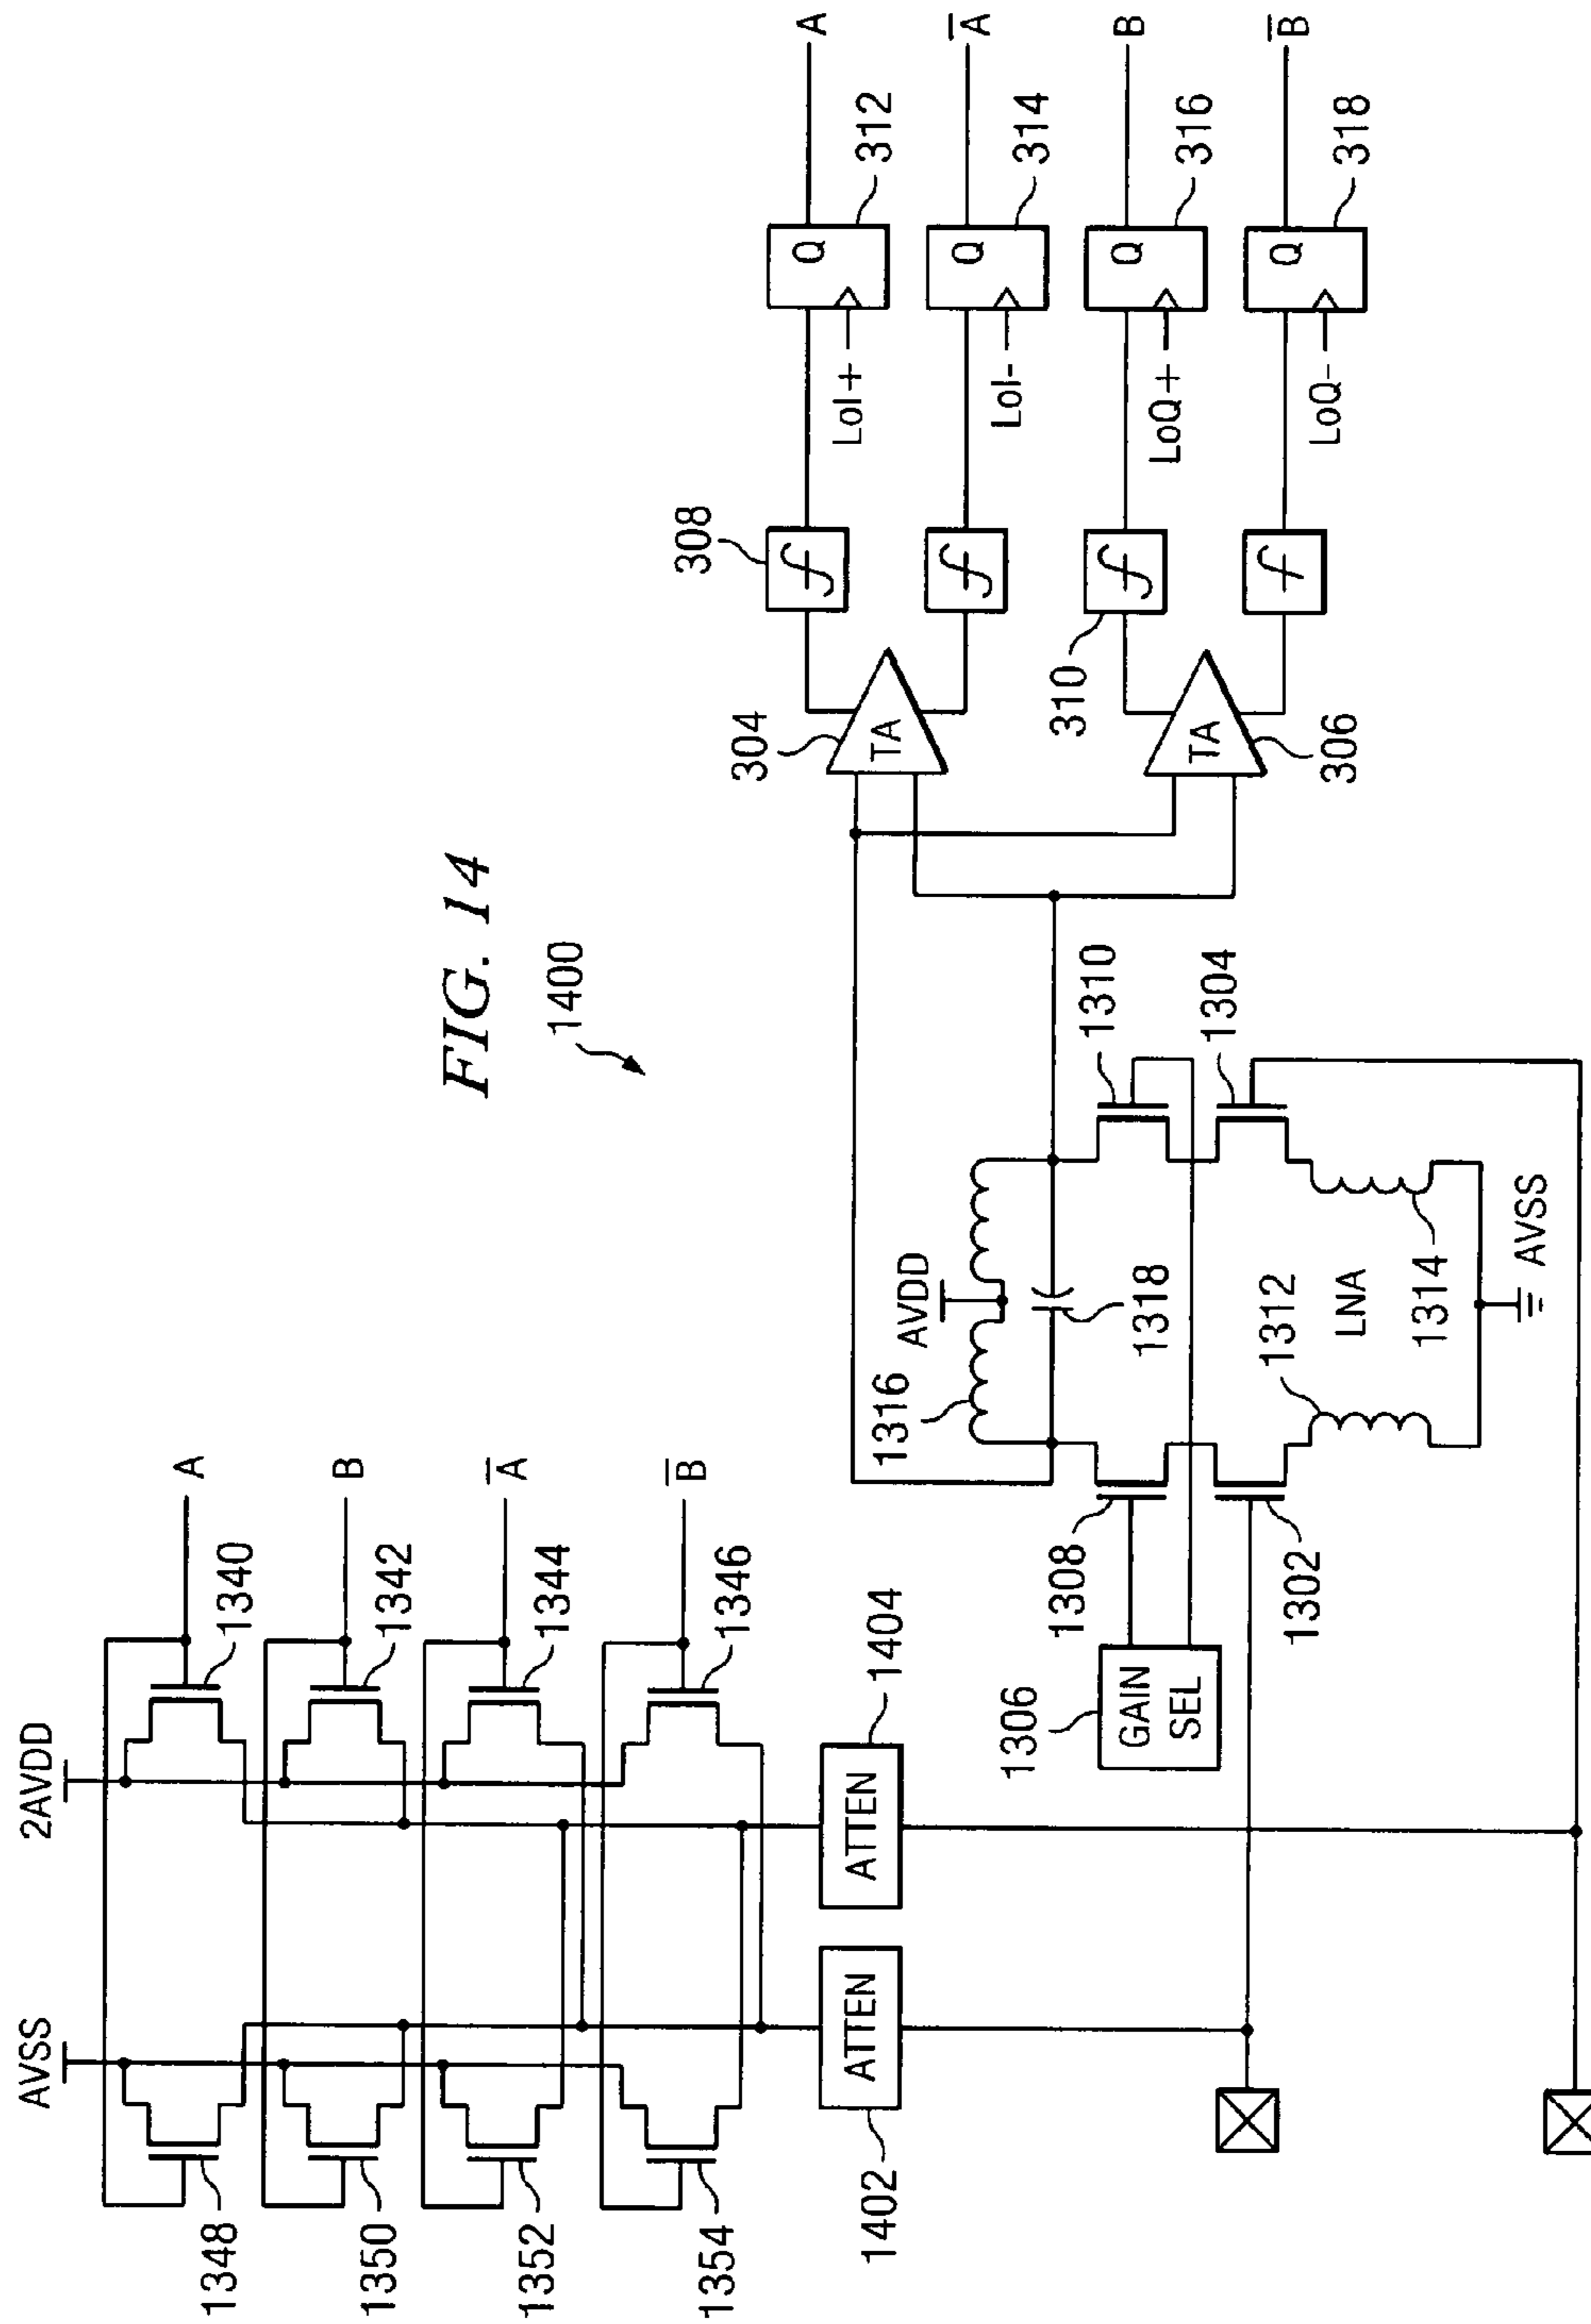 FIG. 14
1400
AVSS
2AVDD
A
1340
B
1342
A
1344
B
1346
1348
1350
1352
1354
ATTEN
1402
ATTEN
1404
GAIN
SEL
1306
1308
1302
1316
AVDD
1318
1310
1304
1312
LNA
1314
AVSS
304
TA
TA
306
308
310
LoI+
LoI-
LoQ+
LoQ-
Q
312
Q
314
Q
316
Q
318
A
A
B
B